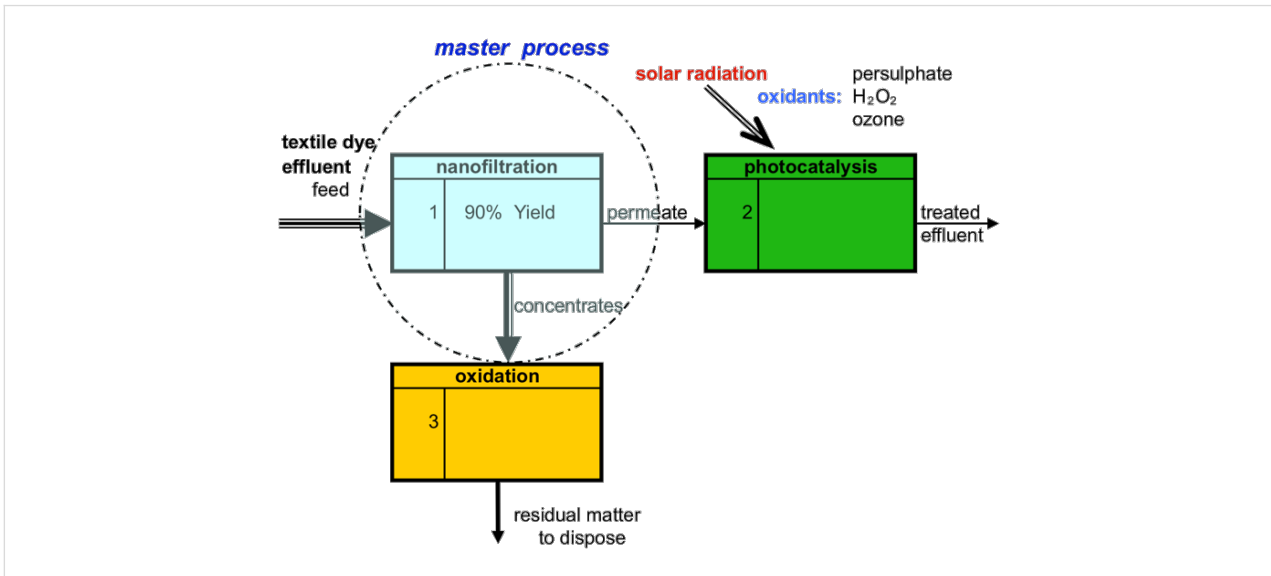 master process
solar radiation
persulphate
oxidants: H₂O₂
ozone
textile dye
effluent
feed
nanofiltration
1 90% Yield
permeate
photocatalysis
2
treated
effluent
concentrates
oxidation
3
residual matter
to dispose